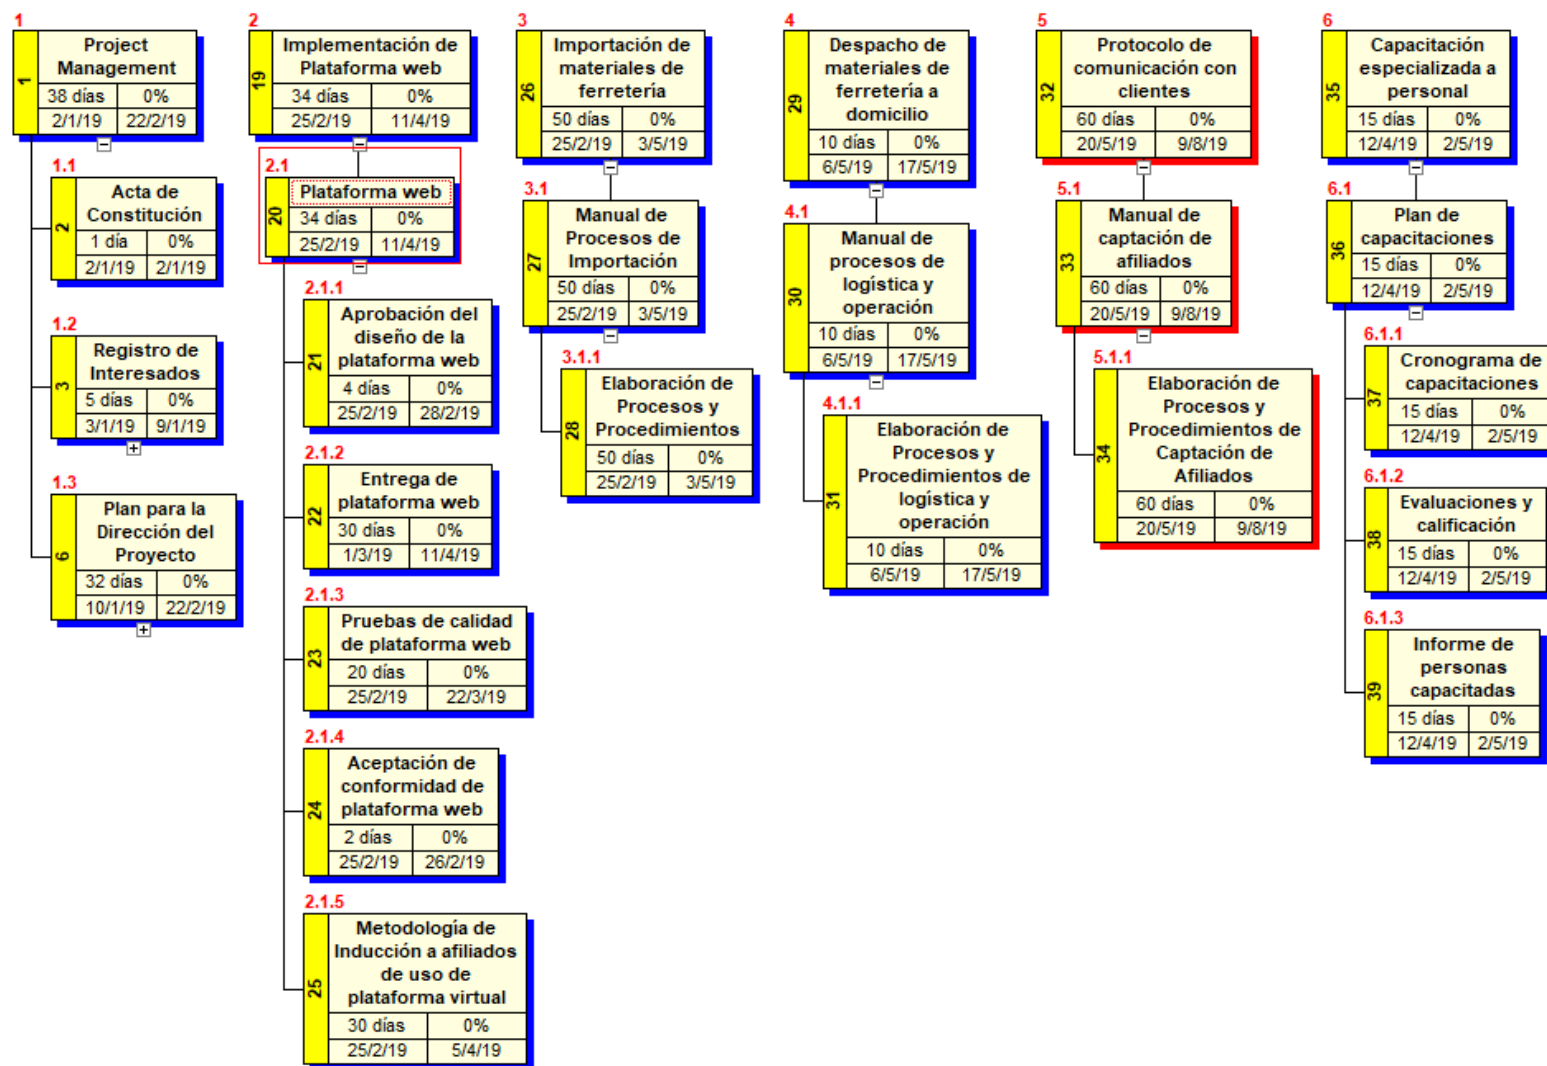 1
1
Project
Management
38 días 0%
2/1/19 22/2/19
1.1
2
Acta de
Constitución
1 día 0%
2/1/19 2/1/19
1.2
3
Registro de
Interesados
5 días 0%
3/1/19 9/1/19
1.3
6
Plan para la
Dirección del
Proyecto
32 días 0%
10/1/19 22/2/19
2
19
Implementación de
Plataforma web
34 días 0%
25/2/19 11/4/19
2.1
20
Plataforma web
34 días 0%
25/2/19 11/4/19
2.1.1
21
Aprobación del
diseño de la
plataforma web
4 días 0%
25/2/19 28/2/19
2.1.2
22
Entrega de
plataforma web
30 días 0%
1/3/19 11/4/19
2.1.3
23
Pruebas de calidad
de plataforma web
20 días 0%
25/2/19 22/3/19
2.1.4
24
Aceptación de
conformidad de
plataforma web
2 días 0%
25/2/19 26/2/19
2.1.5
25
Metodología de
Inducción a afiliados
de uso de
plataforma virtual
30 días 0%
25/2/19 5/4/19
3
26
Importación de
materiales de
ferretería
50 días 0%
25/2/19 3/5/19
3.1
27
Manual de
Procesos de
Importación
50 días 0%
25/2/19 3/5/19
3.1.1
28
Elaboración de
Procesos y
Procedimientos
50 días 0%
25/2/19 3/5/19
4
29
Despacho de
materiales de
ferretería a
domicilio
10 días 0%
6/5/19 17/5/19
4.1
30
Manual de
procesos de
logística y
operación
10 días 0%
6/5/19 17/5/19
4.1.1
31
Elaboración de
Procesos y
Procedimientos de
logística y
operación
10 días 0%
6/5/19 17/5/19
5
32
Protocolo de
comunicación con
clientes
60 días 0%
20/5/19 9/8/19
5.1
33
Manual de
captación de
afiliados
60 días 0%
20/5/19 9/8/19
5.1.1
34
Elaboración de
Procesos y
Procedimientos de
Captación de
Afiliados
60 días 0%
20/5/19 9/8/19
6
35
Capacitación
especializada a
personal
15 días 0%
12/4/19 2/5/19
6.1
36
Plan de
capacitaciones
15 días 0%
12/4/19 2/5/19
6.1.1
37
Cronograma de
capacitaciones
15 días 0%
12/4/19 2/5/19
6.1.2
38
Evaluaciones y
calificación
15 días 0%
12/4/19 2/5/19
6.1.3
39
Informe de
personas
capacitadas
15 días 0%
12/4/19 2/5/19